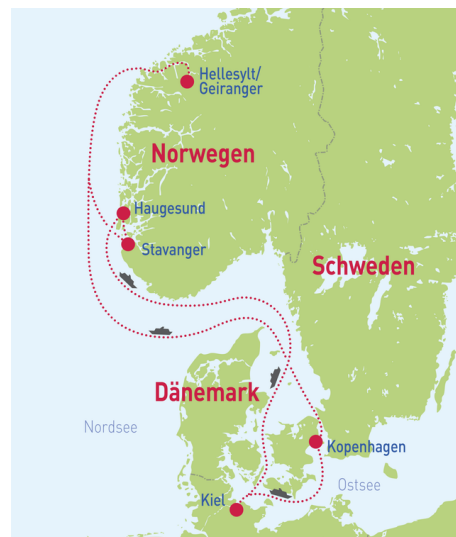 Hellesylt/
Geiranger
Norwegen
Haugesund
Stavanger
Schweden
Dänemark
Nordsee
Kopenhagen
Ostsee
Kiel